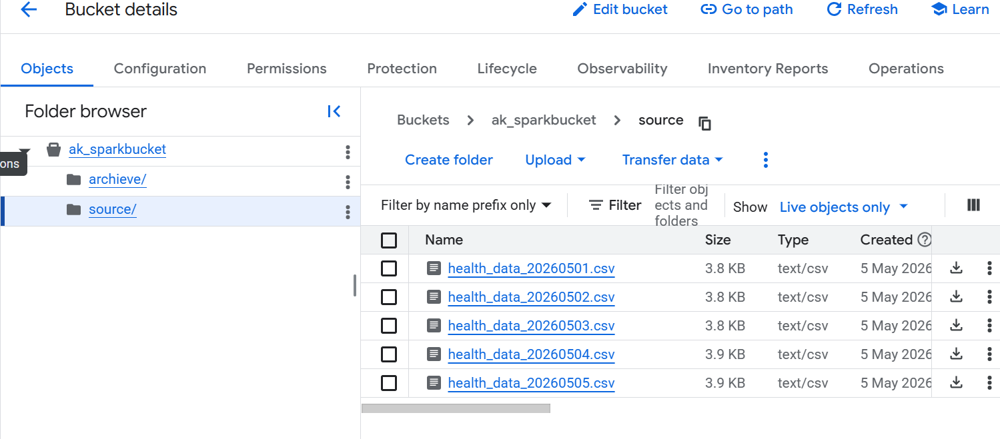 Bucket details
Edit bucket
Go to path
Refresh
Learn
Objects
Configuration
Permissions
Protection
Lifecycle
Observability
Inventory Reports
Operations
Folder browser
ak_sparkbucket
ons
archieve/
source/
Buckets > ak_sparkbucket > source
Create folder
Upload
Transfer data
Filter by name prefix only
Filter
Filter obj
ects and
folders
Show
Live objects only
Name Size Type Created
health_data_20260501.csv 3.8 KB text/csv 5 May 2026
health_data_20260502.csv 3.8 KB text/csv 5 May 2026
health_data_20260503.csv 3.8 KB text/csv 5 May 2026
health_data_20260504.csv 3.9 KB text/csv 5 May 2026
health_data_20260505.csv 3.9 KB text/csv 5 May 2026